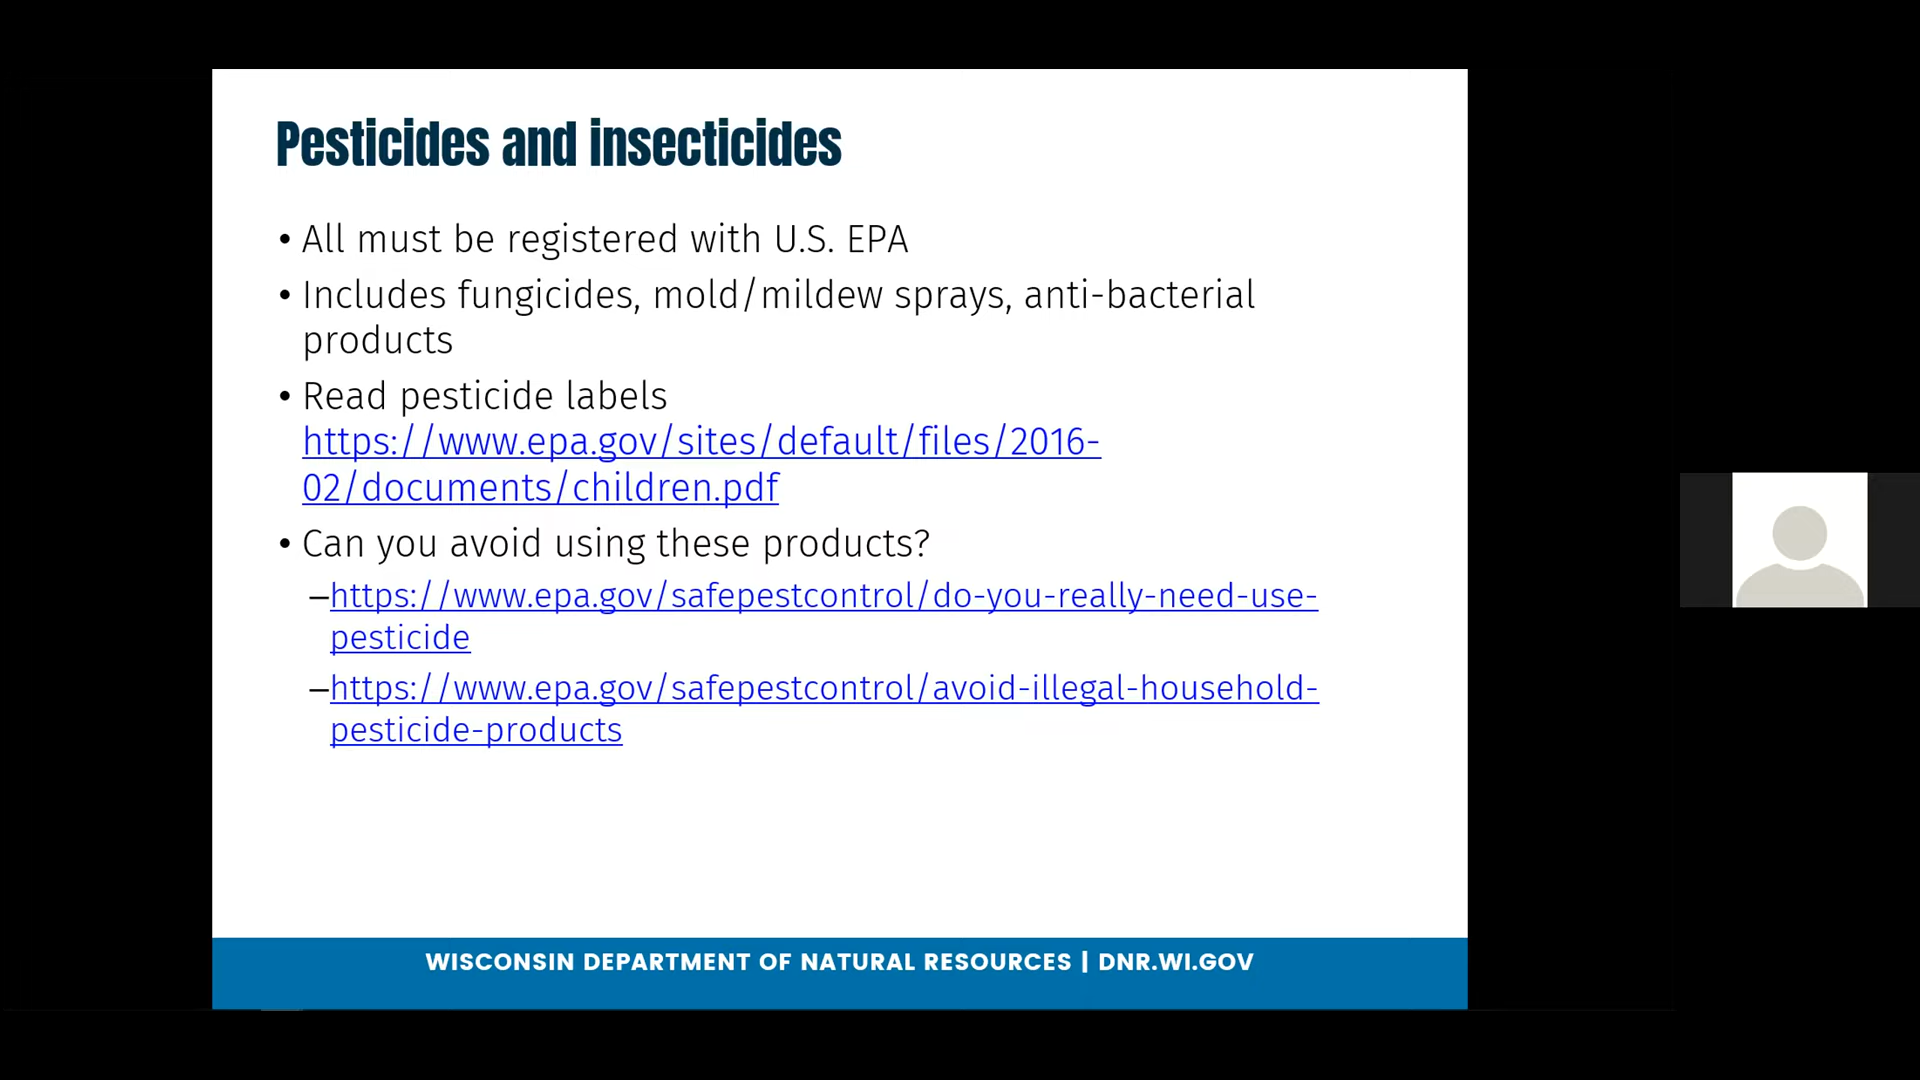 Pesticides and insecticides
• All must be registered with U.S. EPA
• Includes fungicides, mold/mildew sprays, anti-bacterial
products
• Read pesticide labels
https://www.epa.gov/sites/default/files/2016-
02/documents/children.pdf
• Can you avoid using these products?
–https://www.epa.gov/safepestcontrol/do-you-really-need-use-
pesticide
–https://www.epa.gov/safepestcontrol/avoid-illegal-household-
pesticide-products
WISCONSIN DEPARTMENT OF NATURAL RESOURCES | DNR.WI.GOV